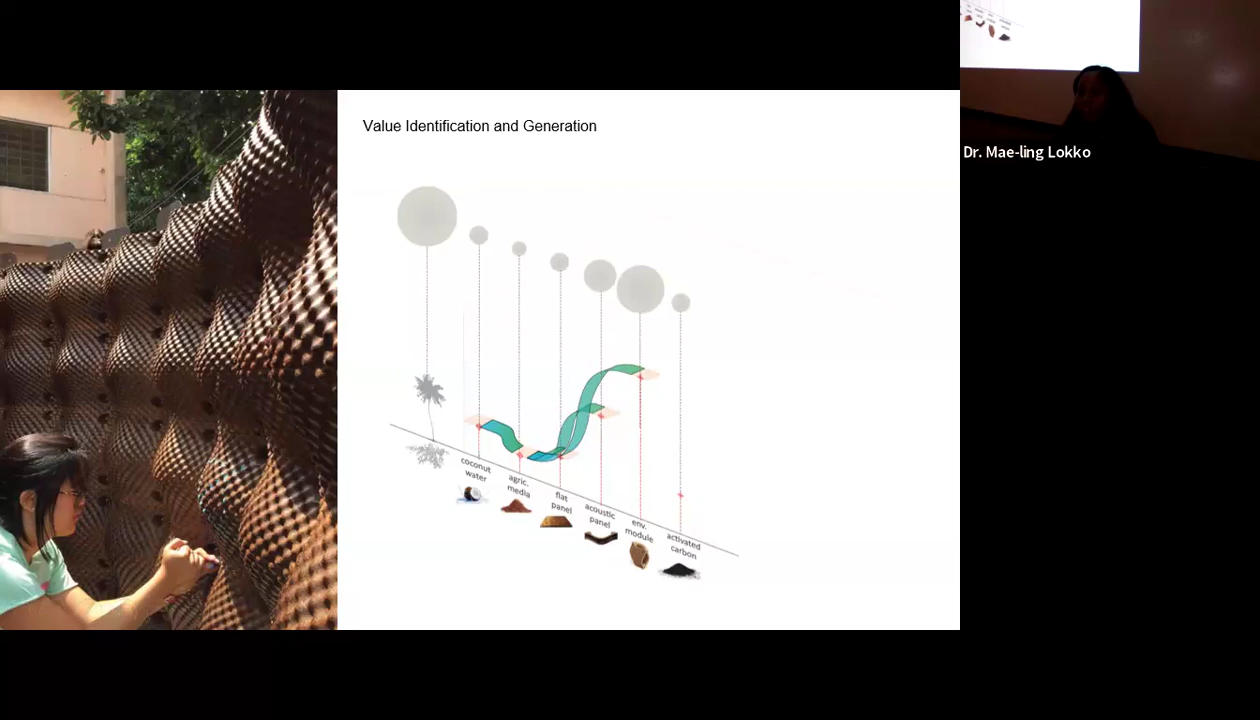 Value Identification and Generation
Dr. Mae-ling Lokko
coconut
water
agric.
media
flat
panel
acoustic
panel
env.
module
activated
carbon